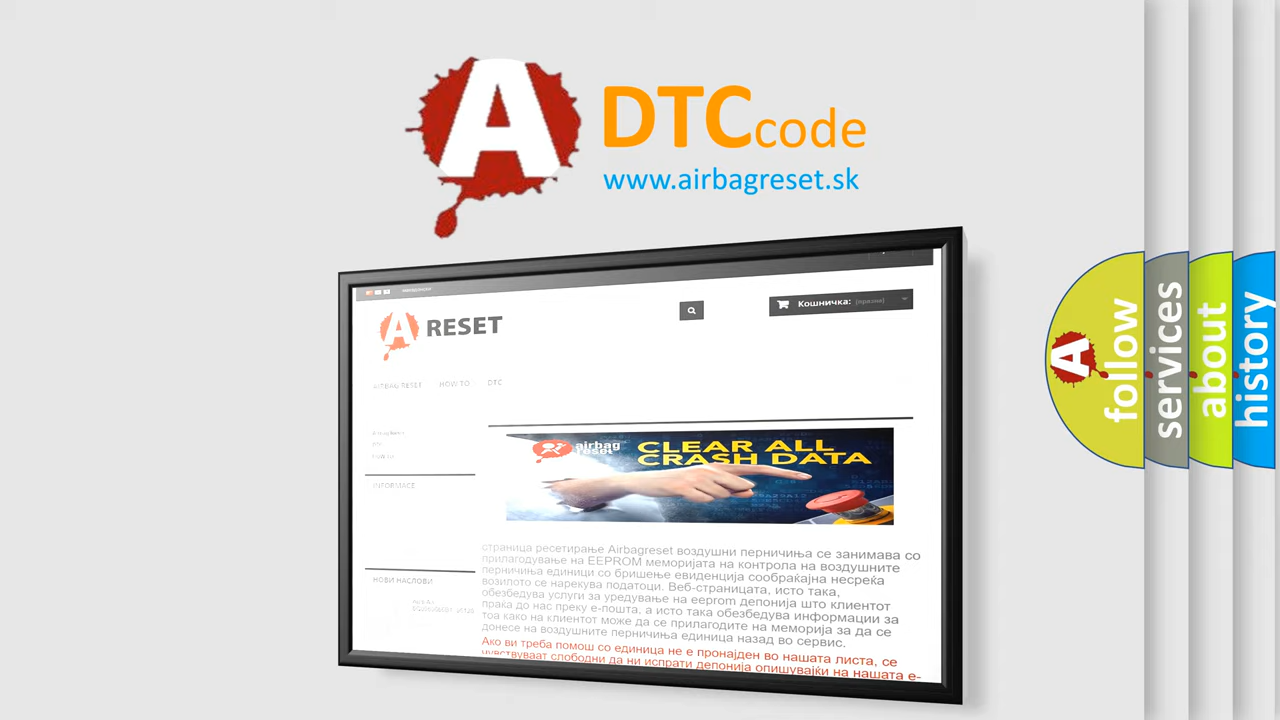 A
DTC code
www.airbagreset.sk
A RESET
Кошничка: (празни)
AIRBAG RESET HOW TO DTC
INFORMACE
airbag
reset
CLEAR ALL
CRASH DATA
страница ресетирање Airbagreset воздушни перничиња се занимава со
прилагодување на EEPROM меморијата на контрола на воздушните
перничиња единици со бришење евиденција сообраќајна несреќа
возилото се нарекува податоци. Веб-страницата, исто така,
обезбедува услуги за уредување на eeprom депонија што клиентот
праќа до нас преку е-пошта, а исто така обезбедува информации за
тоа како на клиентот може да се прилагодите на меморија за да се
донесе на воздушните перничиња единица назад во сервис.
Ако ви треба помош со единица не е пронајден во нашата листа, се
чувствуваат слободни да ни испрати депонија опишувајќи на нашата е-
НОВИ НАСЛОВИ
A
follow
services
about
history